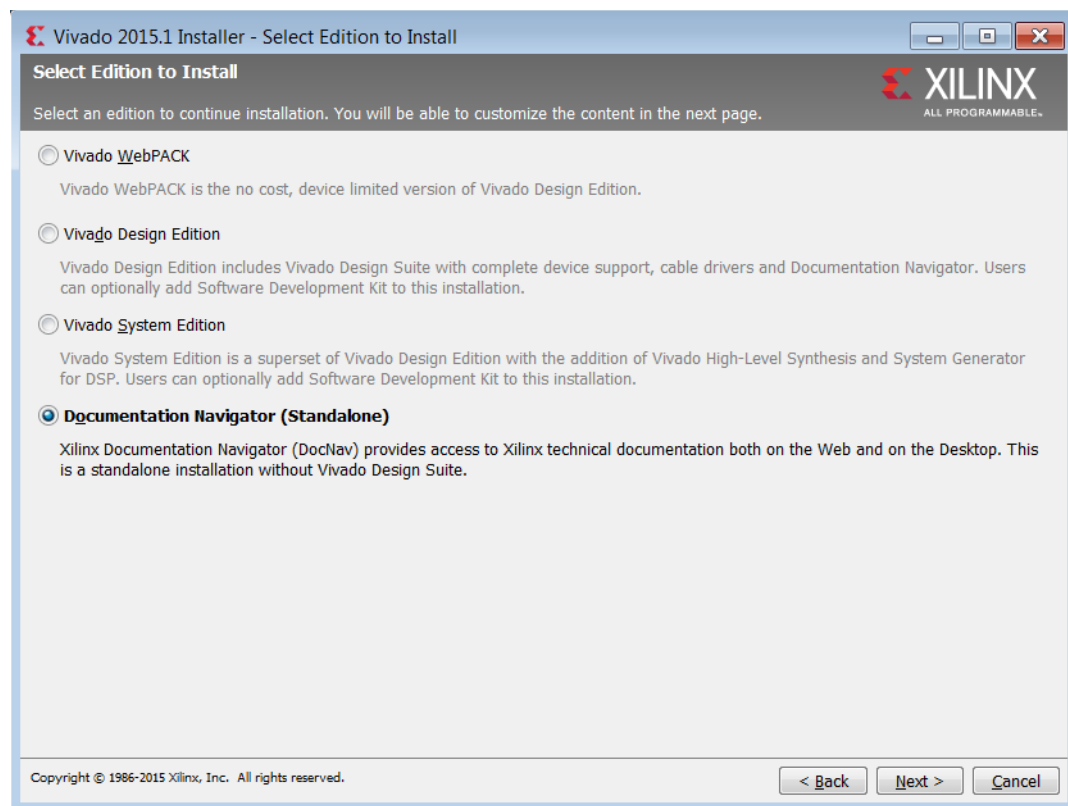 Vivado 2015.1 Installer - Select Edition to Install
Select Edition to Install
XILINX
ALL PROGRAMMABLE™
Select an edition to continue installation. You will be able to customize the content in the next page.
Vivado WebPACK
Vivado WebPACK is the no cost, device limited version of Vivado Design Edition.
Vivado Design Edition
Vivado Design Edition includes Vivado Design Suite with complete device support, cable drivers and Documentation Navigator. Users
can optionally add Software Development Kit to this installation.
Vivado System Edition
Vivado System Edition is a superset of Vivado Design Edition with the addition of Vivado High-Level Synthesis and System Generator
for DSP. Users can optionally add Software Development Kit to this installation.
Documentation Navigator (Standalone)
Xilinx Documentation Navigator (DocNav) provides access to Xilinx technical documentation both on the Web and on the Desktop. This
is a standalone installation without Vivado Design Suite.
Copyright © 1986-2015 Xilinx, Inc. All rights reserved.
< Back
Next >
Cancel